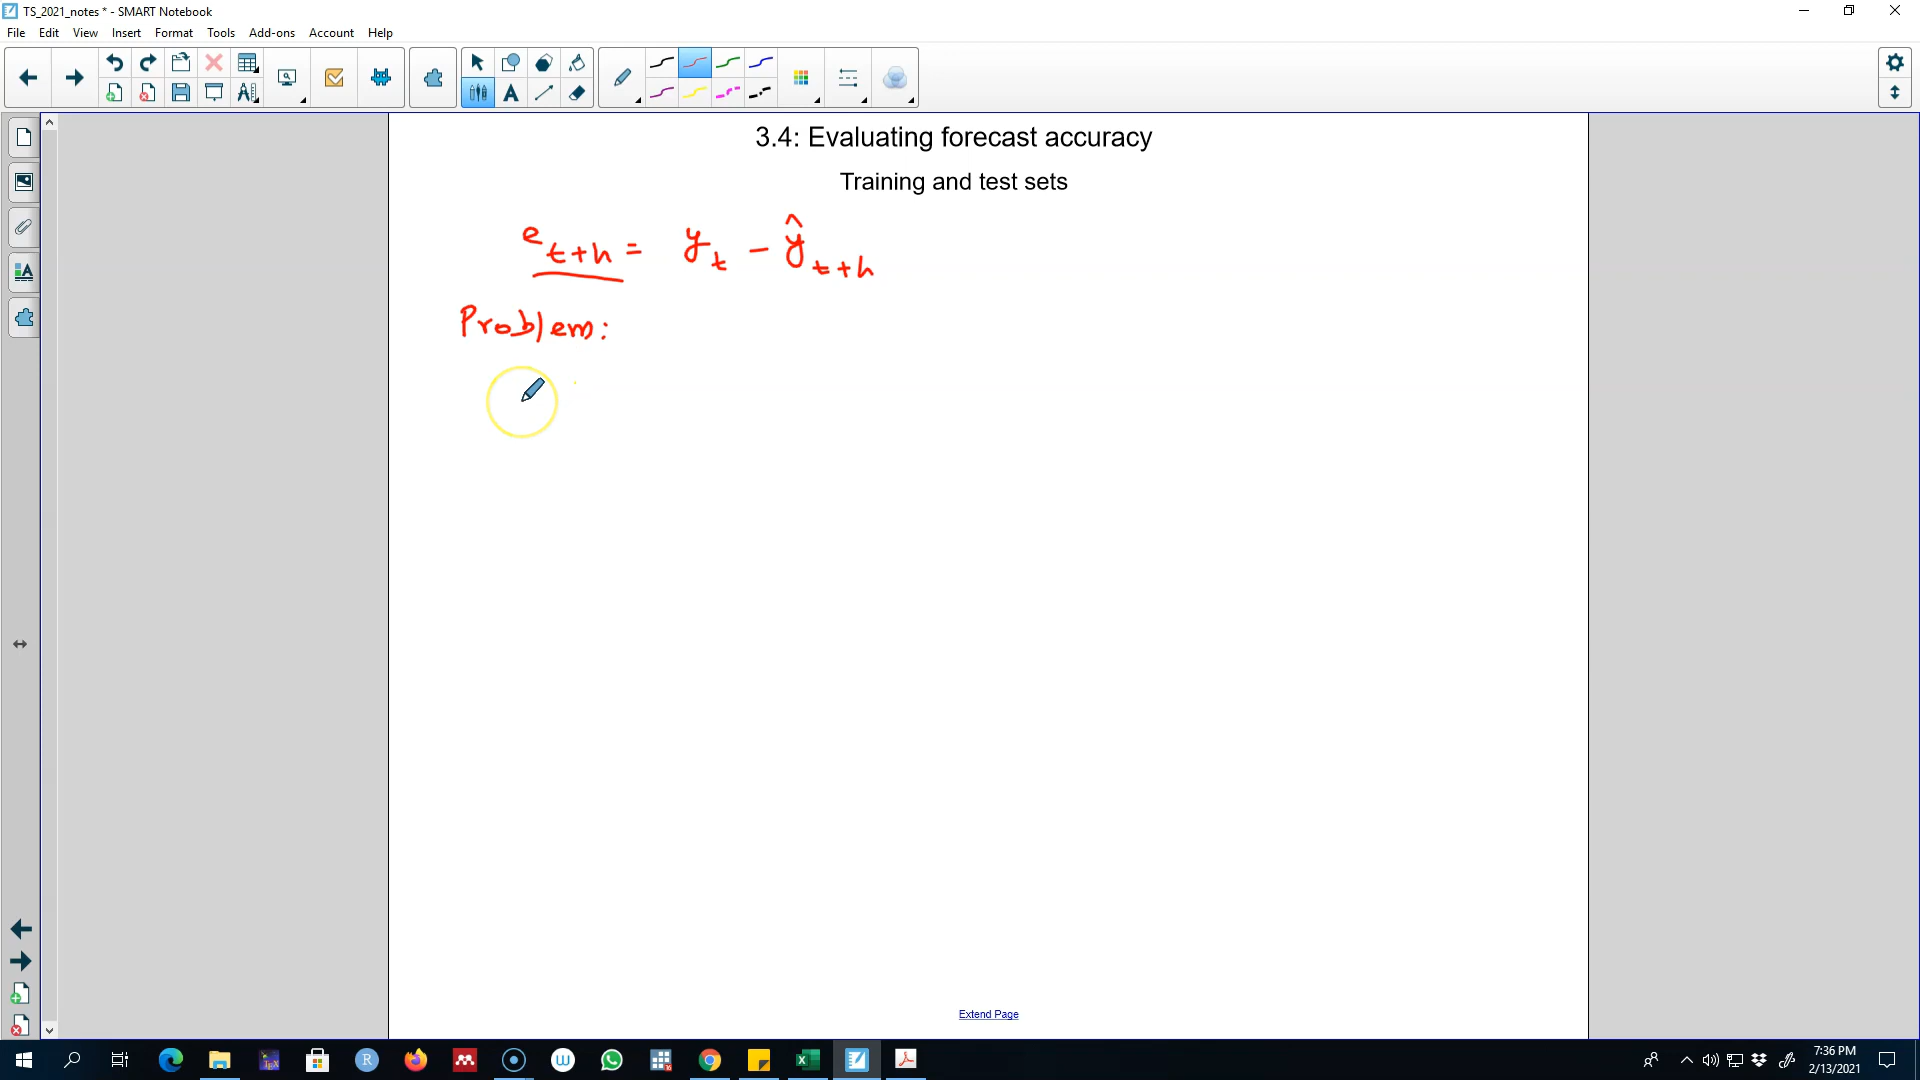 TS_2021_notes * - SMART Notebook
File Edit View Insert Format Tools Add-ons Account Help
3.4: Evaluating forecast accuracy
Training and test sets
e_{t+h} = y_t - ŷ_{t+h}
Problem:
Extend Page
7:36 PM
2/13/2021